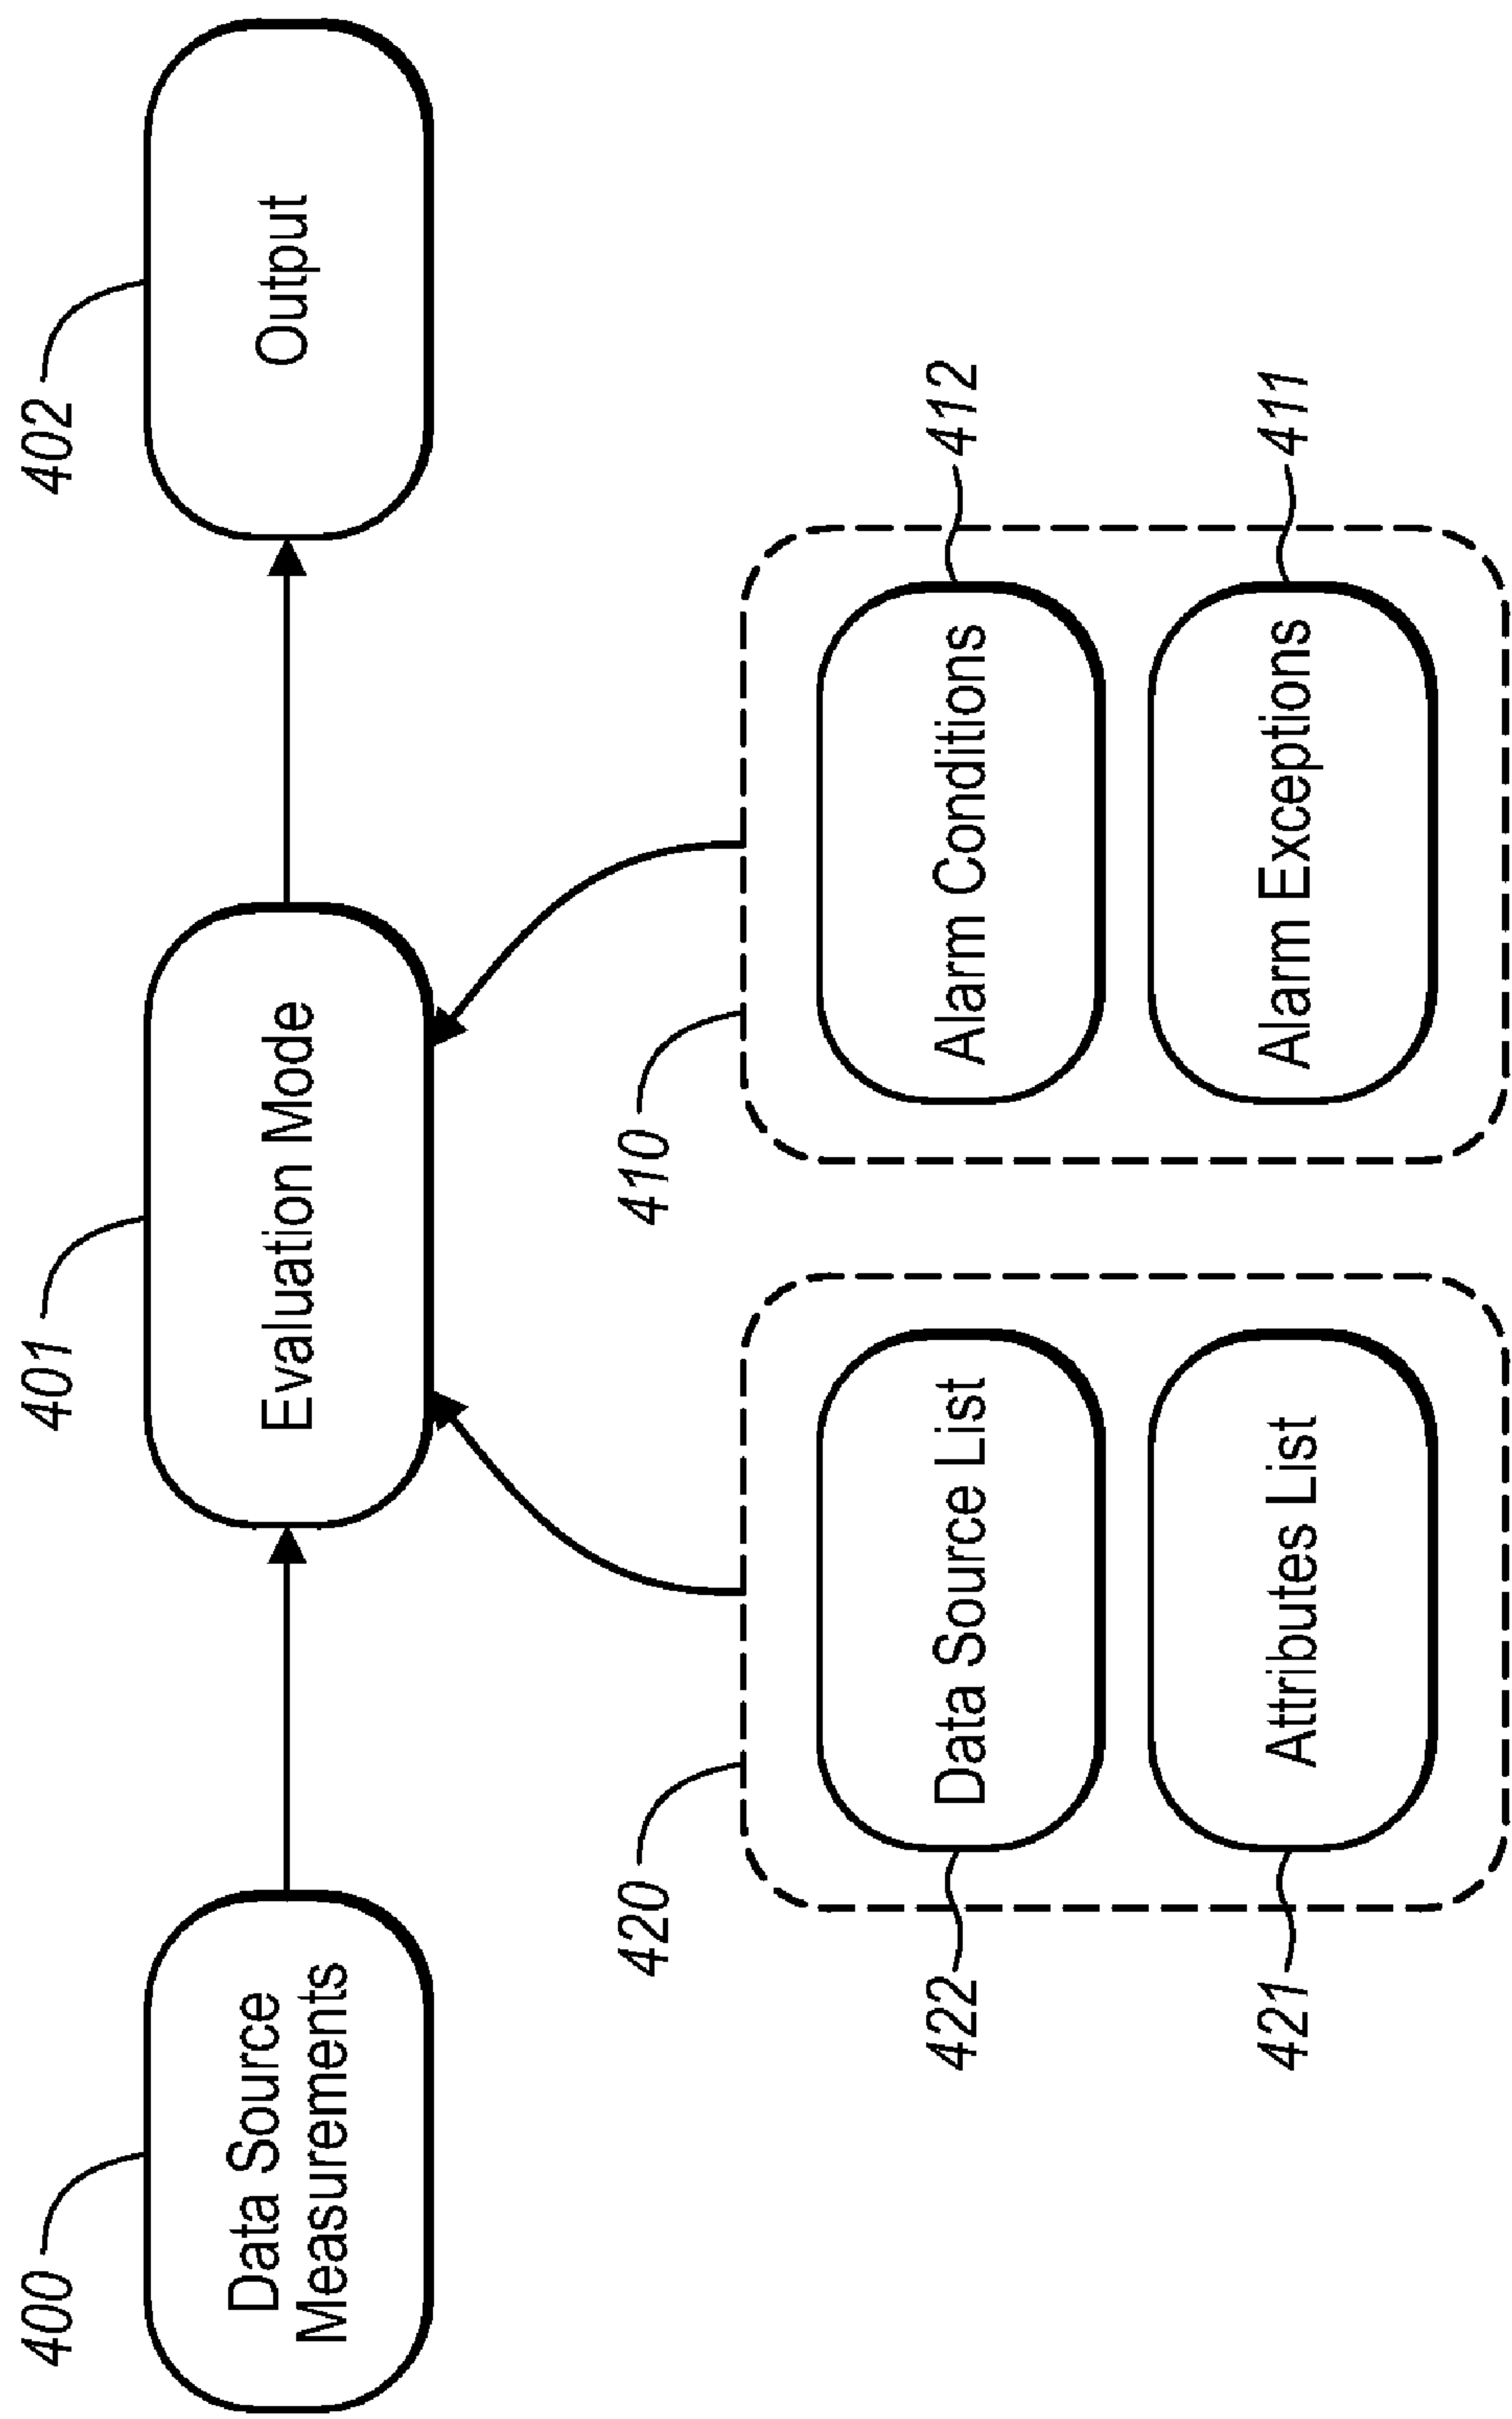 400
401
402
Data Source
Measurements
Evaluation Mode
Output
420
410
422
Data Source List
Alarm Conditions
412
421
Attributes List
Alarm Exceptions
411